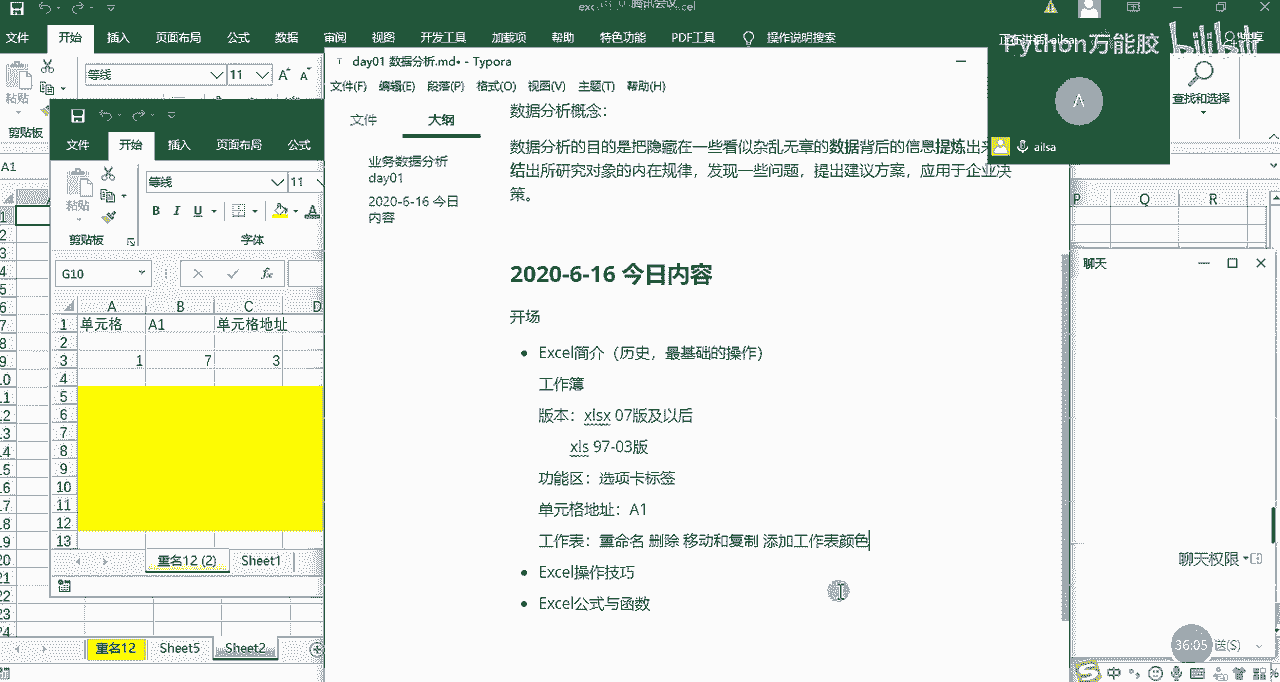 腾讯会议
文件 开始 插入 页面布局 公式 数据 审阅 视图 开发工具 加载项 帮助 特色功能 PDF工具 操作说明搜索
Python万能胶 bilibili
粘贴
等线 11
查找和选择
剪贴板
A1
文件 开始 插入 页面布局 公式
粘贴
等线 11
B I U
剪贴板 字体
G10
fx
A B C D
1 单元格 A1 单元格地址
2
3 1 7 3
4
5
6
7
8
9
10
11
12
13
重名12 (2) Sheet1
重名12 Sheet5 Sheet2
day01 数据分析.md• - Typora
文件(F) 编辑(E) 段落(P) 格式(O) 视图(V) 主题(T) 帮助(H)
文件 大纲
业务数据分析
day01
2020-6-16 今日
内容
数据分析概念：
数据分析的目的是把隐藏在一些看似杂乱无章的数据背后的信息提炼出
结出所研究对象的内在规律，发现一些问题，提出建议方案，应用于企业决
策。
2020-6-16 今日内容
开场
Excel简介（历史，最基础的操作）
工作簿
版本：xlsx 07版及以后
xls 97-03版
功能区：选项卡标签
单元格地址：A1
工作表：重命名 删除 移动和复制 添加工作表颜色
Excel操作技巧
Excel公式与函数
A
ailsa
P Q R
聊天
聊天权限
36:05
送(S)
中